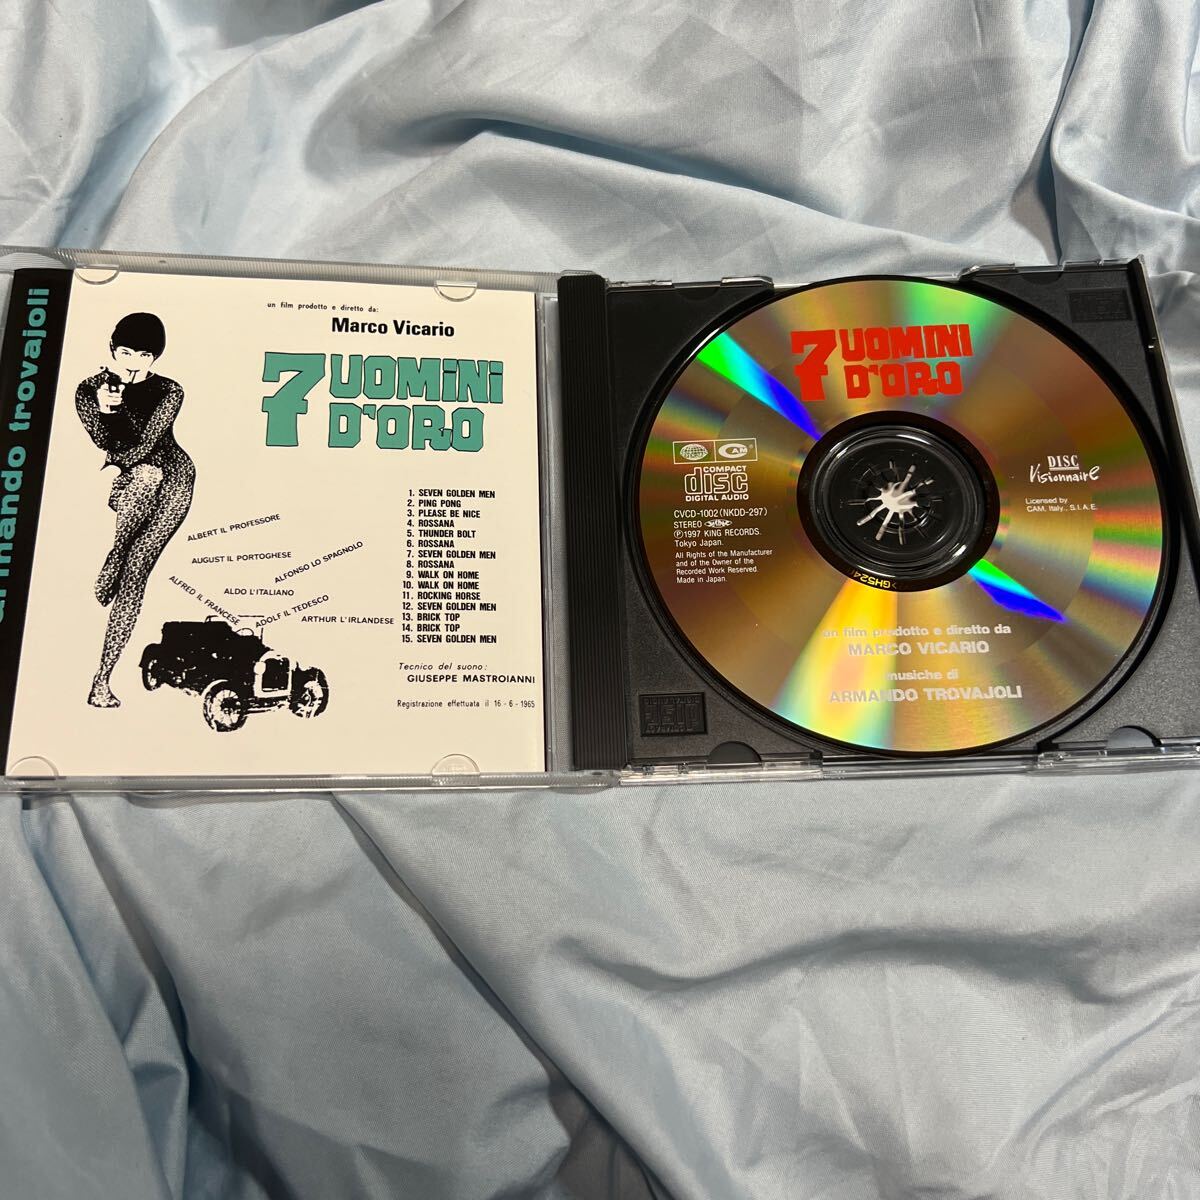 armando trovajoli
un film prodotto e diretto da:
Marco Vicario
7 UOMiNi
D'ORO
1. SEVEN GOLDEN MEN
2. PING PONG
3. PLEASE BE NICE
4. ROSSANA
5. THUNDER BOLT
6. ROSSANA
7. SEVEN GOLDEN MEN
8. ROSSANA
9. WALK ON HOME
10. WALK ON HOME
11. ROCKING HORSE
12. SEVEN GOLDEN MEN
13. BRICK TOP
14. BRICK TOP
15. SEVEN GOLDEN MEN
ALBERT IL PROFESSORE
AUGUST IL PORTOGHESE
ALFONSO LO SPAGNOLO
ALDO L'ITALIANO
ALFRED IL FRANCESE
ADOLF IL TEDESCO
ARTHUR L'IRLANDESE
Tecnico del suono:
GIUSEPPE MASTROIANNI
Registrazione effettuata il 16 - 6 - 1965
7 UOMINI
D'ORO
CAM
COMPACT
disc
DIGITAL AUDIO
CVCD-1002(NKDD-297)
STEREO
Ⓟ1997 KING RECORDS.
Tokyo Japan.
All Rights of the Manufacturer
and of the Owner of the
Recorded Work Reserved.
Made in Japan.
DISC
VisionnairE
Licensed by
CAM, Italy., S.I.A.E.
un film prodotto e diretto da
MARCO VICARIO
musiche di
ARMANDO TROVAJOLI